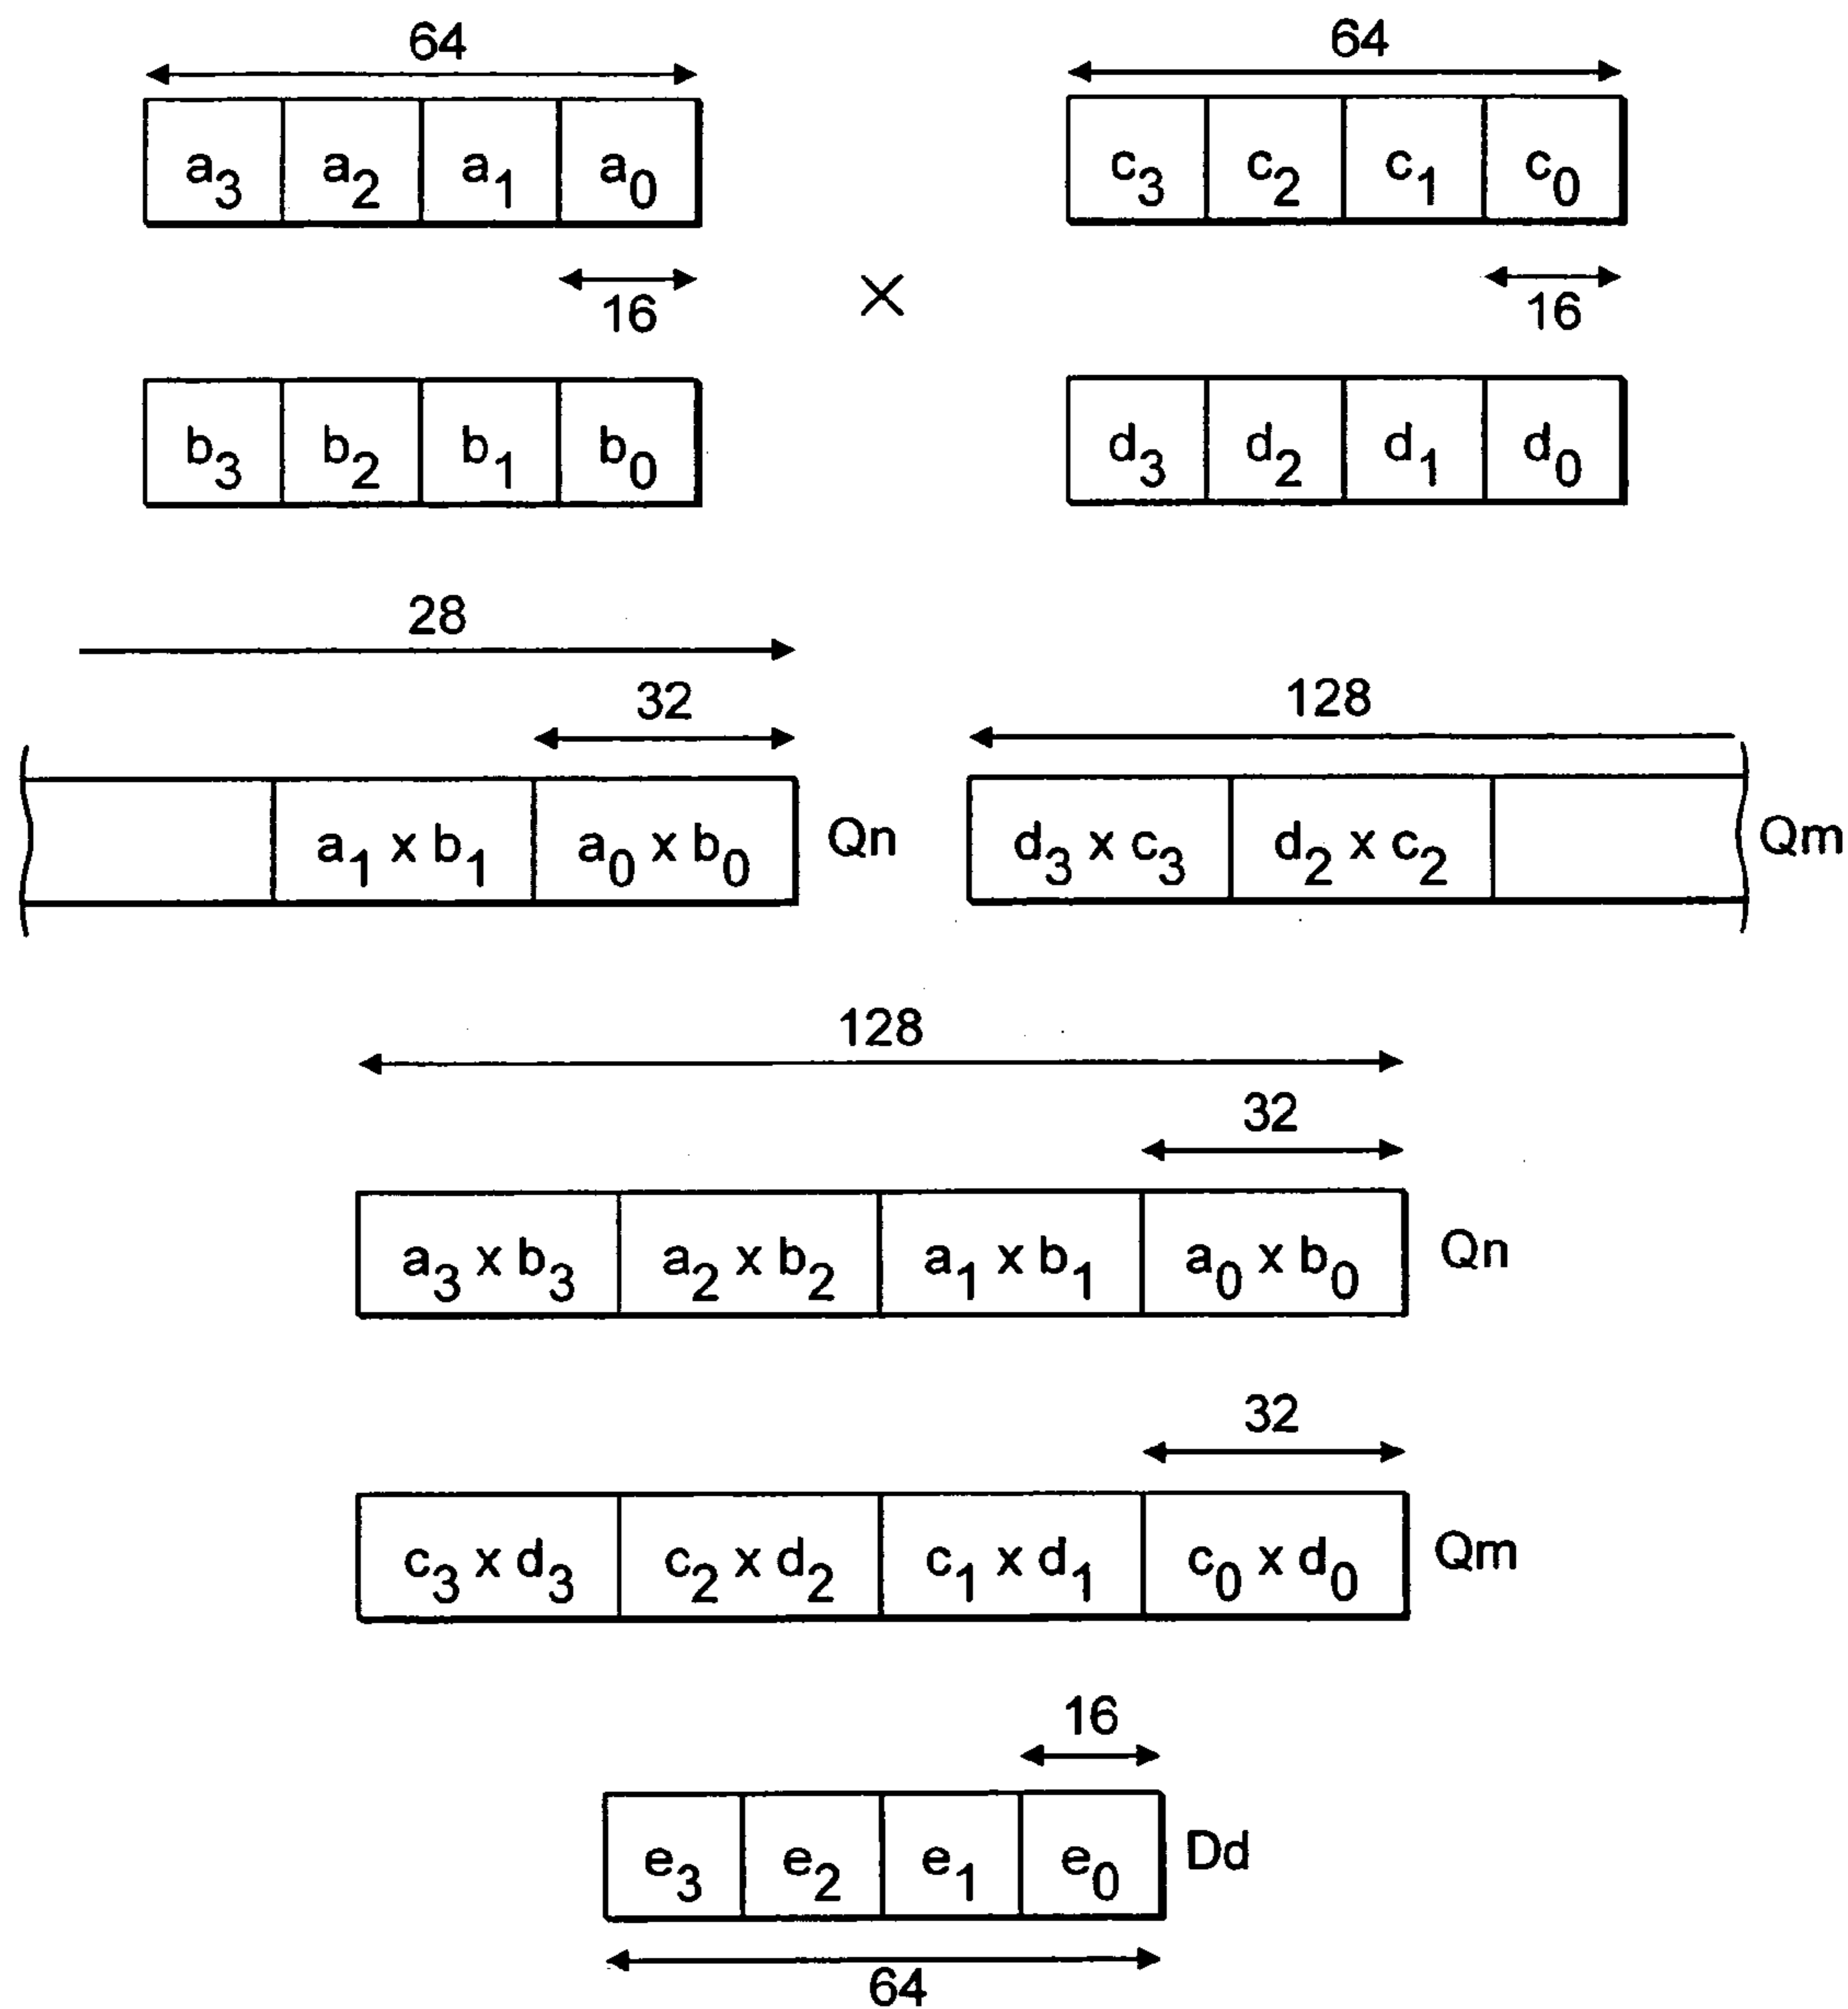 64 64
a3 a2 a1 a0 c3 c2 c1 c0
16 × 16
b3 b2 b1 b0 d3 d2 d1 d0
28
32 128
a1 x b1 a0 x b0 Qn d3 x c3 d2 x c2 Qm
128
32
a3 x b3 a2 x b2 a1 x b1 a0 x b0 Qn
32
c3 x d3 c2 x d2 c1 x d1 c0 x d0 Qm
16
e3 e2 e1 e0 Dd
64